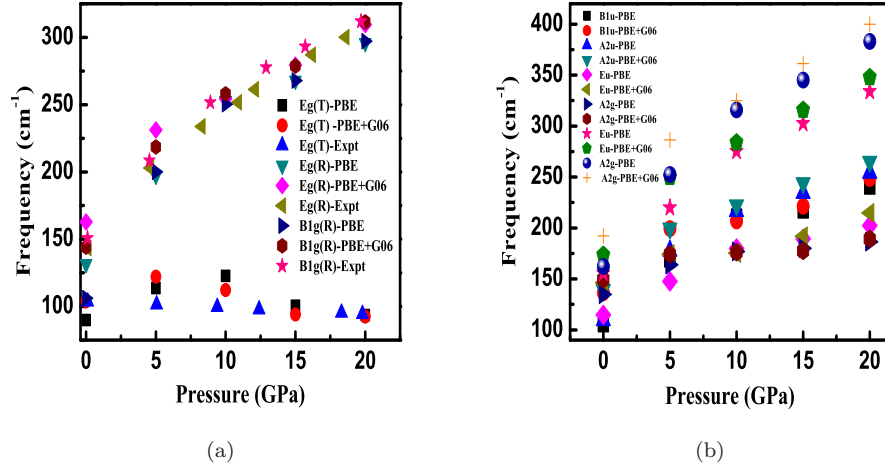 300
250
200
150
100
0
5
10
15
20
Frequency (cm-1)
Pressure (GPa)
Eg(T)-PBE
Eg(T) -PBE+G06
Eg(T)-Expt
Eg(R)-PBE
Eg(R)-PBE+G06
Eg(R)-Expt
B1g(R)-PBE
B1g(R)-PBE+G06
B1g(R)-Expt
(a)
400
350
300
250
200
150
100
0
5
10
15
20
Frequency (cm-1)
Pressure (GPa)
B1u-PBE
B1u-PBE+G06
A2u-PBE
A2u-PBE+G06
Eu-PBE
Eu-PBE+G06
A2g-PBE
A2g-PBE+G06
Eu-PBE
Eu-PBE+G06
A2g-PBE
A2g-PBE+G06
(b)